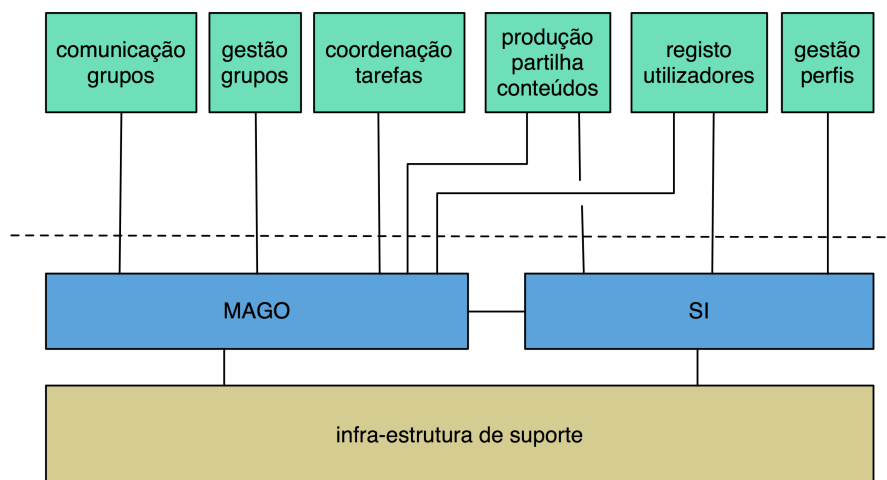 comunicação
grupos
gestão
grupos
coordenação
tarefas
produção
partilha
conteúdos
registo
utilizadores
gestão
perfis
MAGO
SI
infra-estrutura de suporte